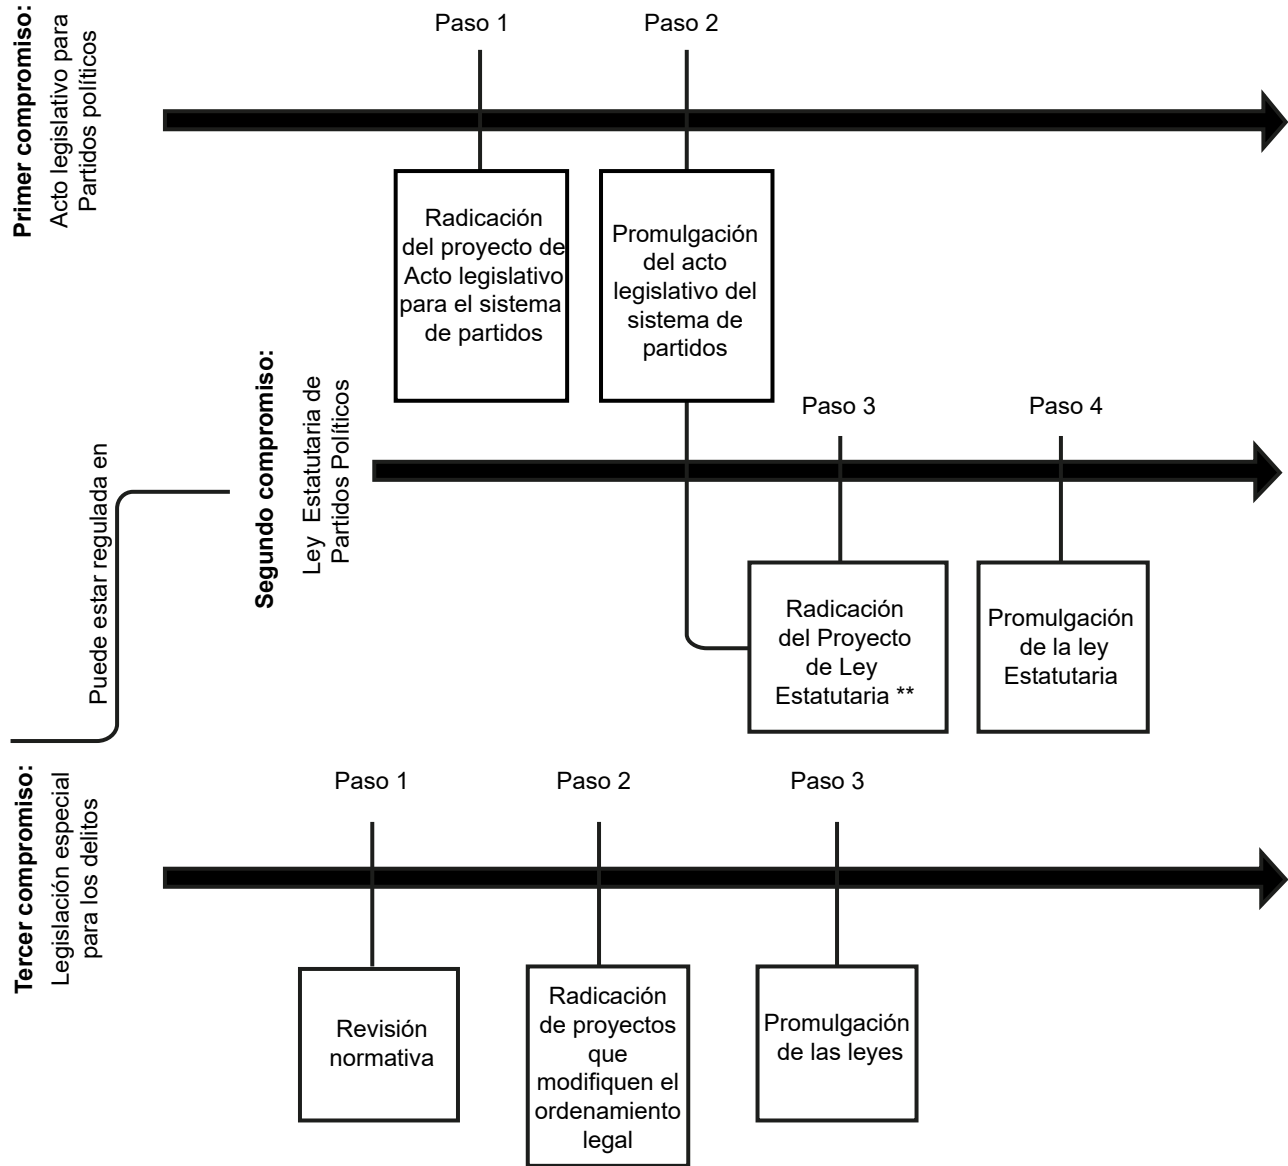 Primer compromiso:
Acto legislativo para
Partidos políticos
Paso 1
Paso 2
Radicación
del proyecto de
Acto legislativo
para el sistema
de partidos
Promulgación
del acto
legislativo del
sistema de
partidos
Puede estar regulada en
Segundo compromiso:
Ley Estatutaria de
Partidos Políticos
Paso 3
Paso 4
Radicación
del Proyecto
de Ley
Estatutaria **
Promulgación
de la ley
Estatutaria
Tercer compromiso:
Legislación especial
para los delitos
Paso 1
Paso 2
Paso 3
Revisión
normativa
Radicación
de proyectos
que
modifiquen el
ordenamiento
legal
Promulgación
de las leyes